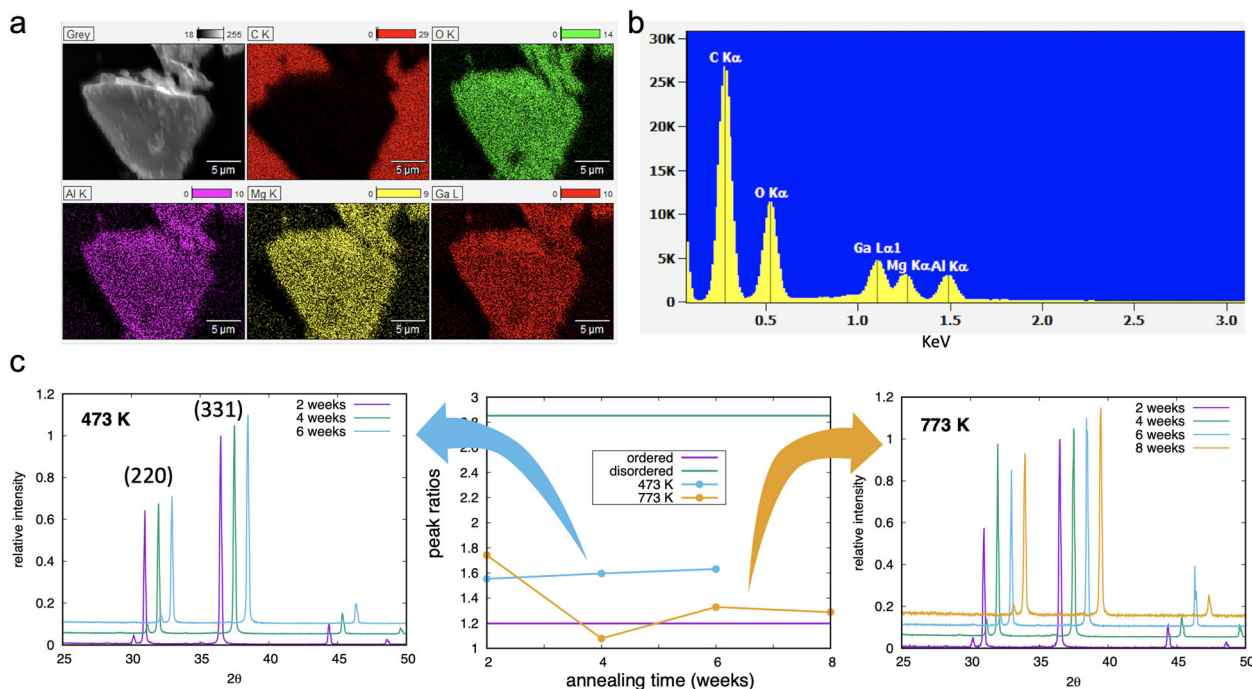 a
Grey 18 255
C K 0 29
O K 0 14
5 µm
5 µm
5 µm
Al K 0 10
Mg K 0 9
Ga L 0 10
5 µm
5 µm
5 µm
b
30K
25K
20K
15K
10K
5K
0
C Kα
O Kα
Ga Lα1
Mg Kα
Al Kα
0.5 1.0 1.5 2.0 2.5 3.0
KeV
c
473 K
(220)
(331)
2 weeks
4 weeks
6 weeks
relative intensity
1.2
1
0.8
0.6
0.4
0.2
0
25 30 35 40 45 50
2θ
ordered
disordered
473 K
773 K
peak ratios
3
2.8
2.6
2.4
2.2
2
1.8
1.6
1.4
1.2
1
2 4 6 8
annealing time (weeks)
773 K
2 weeks
4 weeks
6 weeks
8 weeks
relative intensity
1.2
1
0.8
0.6
0.4
0.2
0
25 30 35 40 45 50
2θ